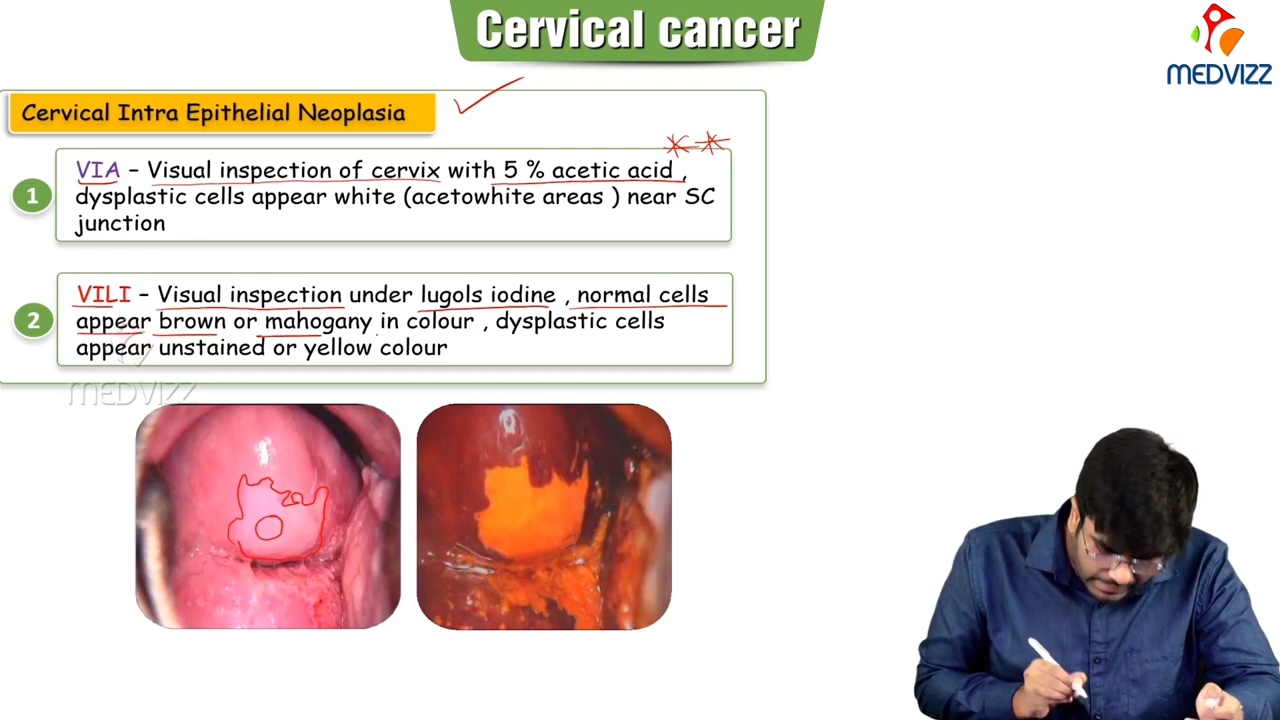 Cervical cancer
MEDVIZZ
Cervical Intra Epithelial Neoplasia
1
VIA – Visual inspection of cervix with 5 % acetic acid ,
dysplastic cells appear white (acetowhite areas ) near SC
junction
2
VILI – Visual inspection under lugols iodine , normal cells
appear brown or mahogany in colour , dysplastic cells
appear unstained or yellow colour
MEDVIZZ